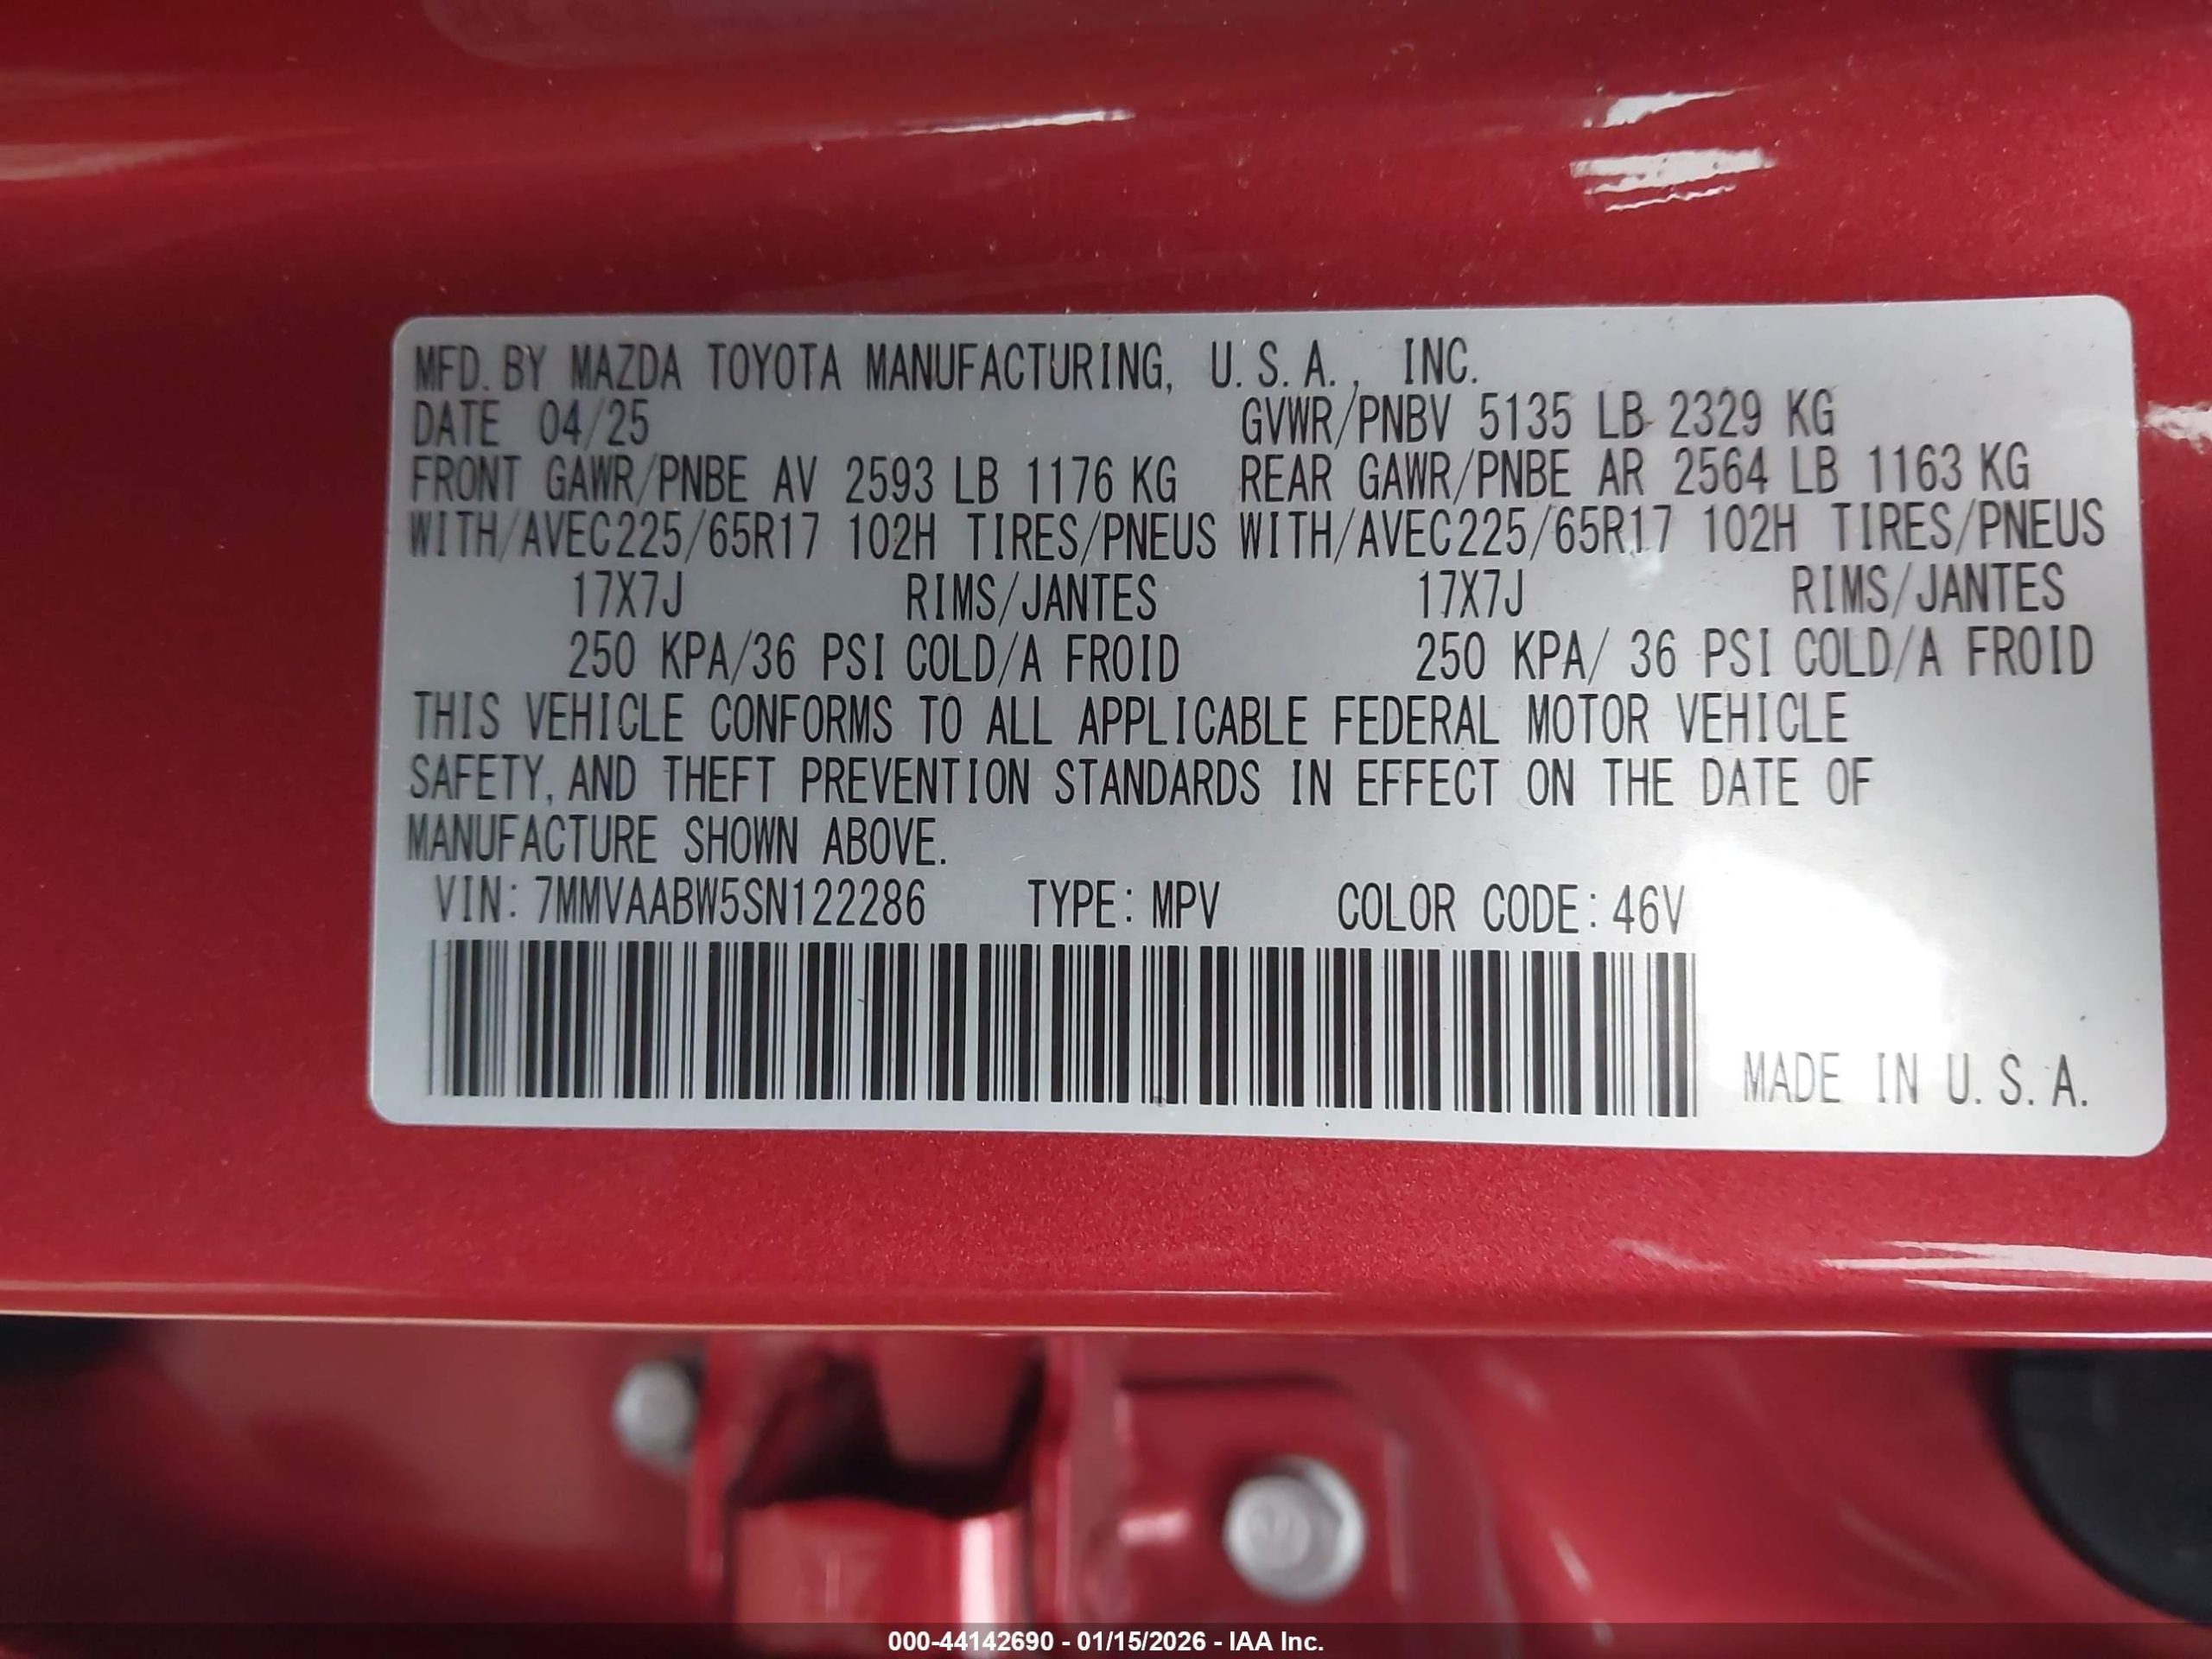 MFD. BY MAZDA TOYOTA MANUFACTURING, U.S.A., INC.
DATE 04/25 GVWR/PNBV 5135 LB 2329 KG
FRONT GAWR/PNBE AV 2593 LB 1176 KG REAR GAWR/PNBE AR 2564 LB 1163 KG
WITH/AVEC225/65R17 102H TIRES/PNEUS WITH/AVEC225/65R17 102H TIRES/PNEUS
17X7J RIMS/JANTES 17X7J RIMS/JANTES
250 KPA/36 PSI COLD/A FROID 250 KPA/ 36 PSI COLD/A FROID
THIS VEHICLE CONFORMS TO ALL APPLICABLE FEDERAL MOTOR VEHICLE
SAFETY, AND THEFT PREVENTION STANDARDS IN EFFECT ON THE DATE OF
MANUFACTURE SHOWN ABOVE.
VIN: 7MMVAABW5SN122286 TYPE: MPV COLOR CODE: 46V
MADE IN U.S.A.
000-44142690 - 01/15/2026 - IAA Inc.